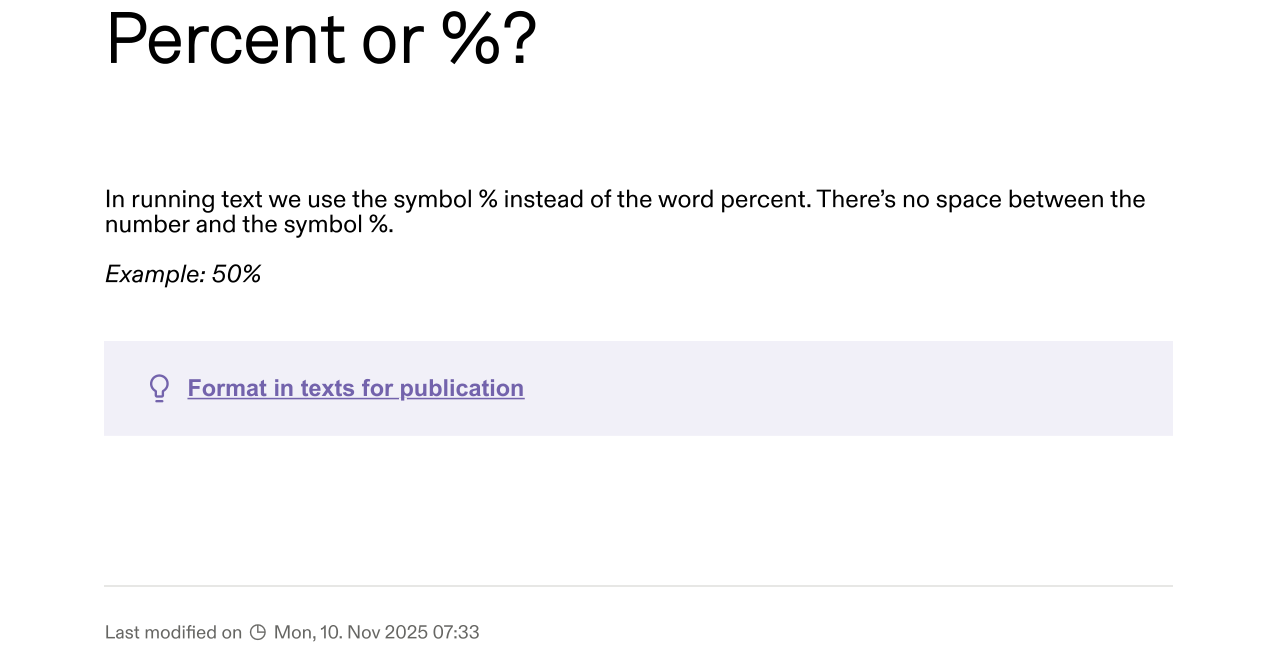 Percent or %?
In running text we use the symbol % instead of the word percent. There’s no space between the
number and the symbol %.
Example: 50%
Format in texts for publication
Last modified on Mon, 10. Nov 2025 07:33